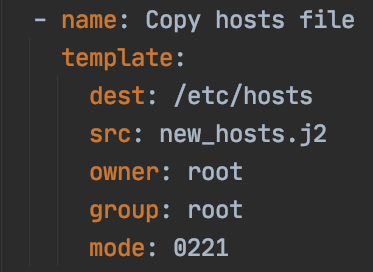 - name: Copy hosts file
template:
dest: /etc/hosts
src: new_hosts.j2
owner: root
group: root
mode: 0221